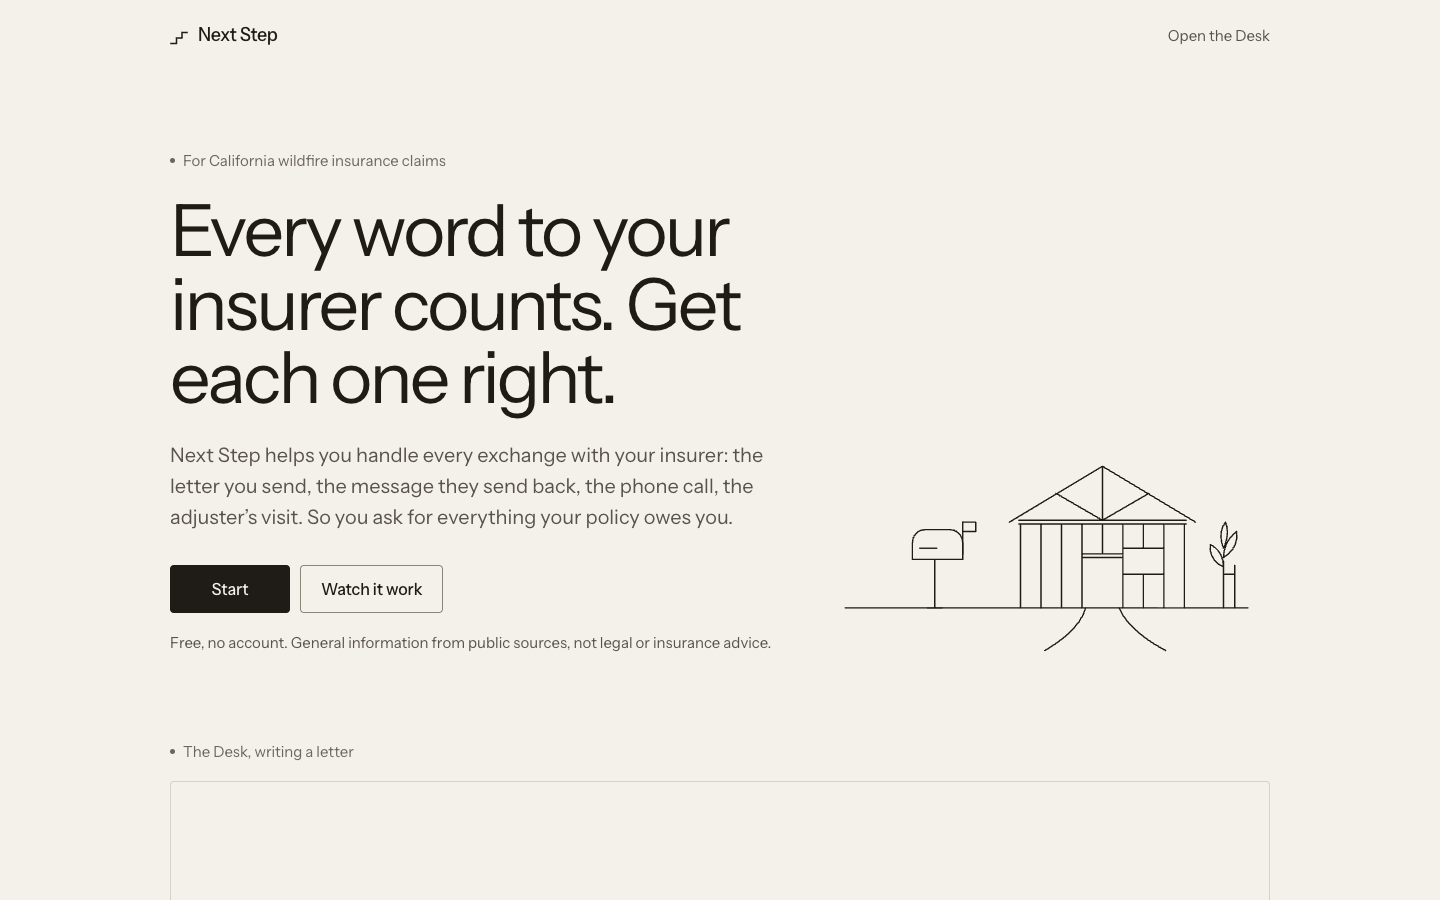 Next Step
Open the Desk
For California wildfire insurance claims
Every word to your
insurer counts. Get
each one right.
Next Step helps you handle every exchange with your insurer: the
letter you send, the message they send back, the phone call, the
adjuster’s visit. So you ask for everything your policy owes you.
Start
Watch it work
Free, no account. General information from public sources, not legal or insurance advice.
The Desk, writing a letter